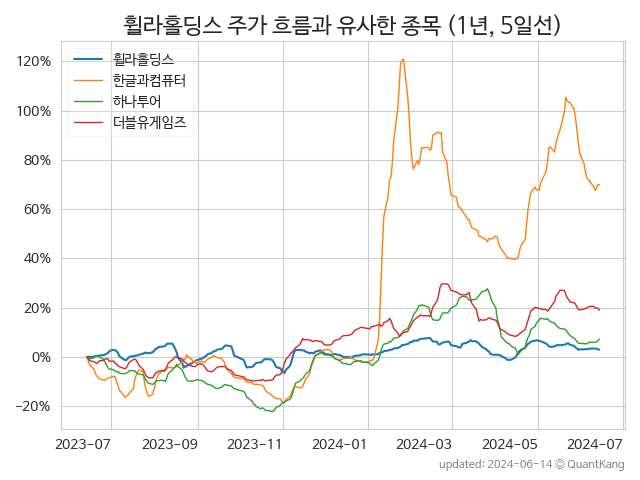 휠라홀딩스 주가 흐름과 유사한 종목 (1년, 5일선)
휠라홀딩스
한글과컴퓨터
하나투어
더블유게임즈
120%
100%
80%
60%
40%
20%
0%
−20%
2023-07 2023-09 2023-11 2024-01 2024-03 2024-05 2024-07
updated: 2024-06-14 © QuantKang